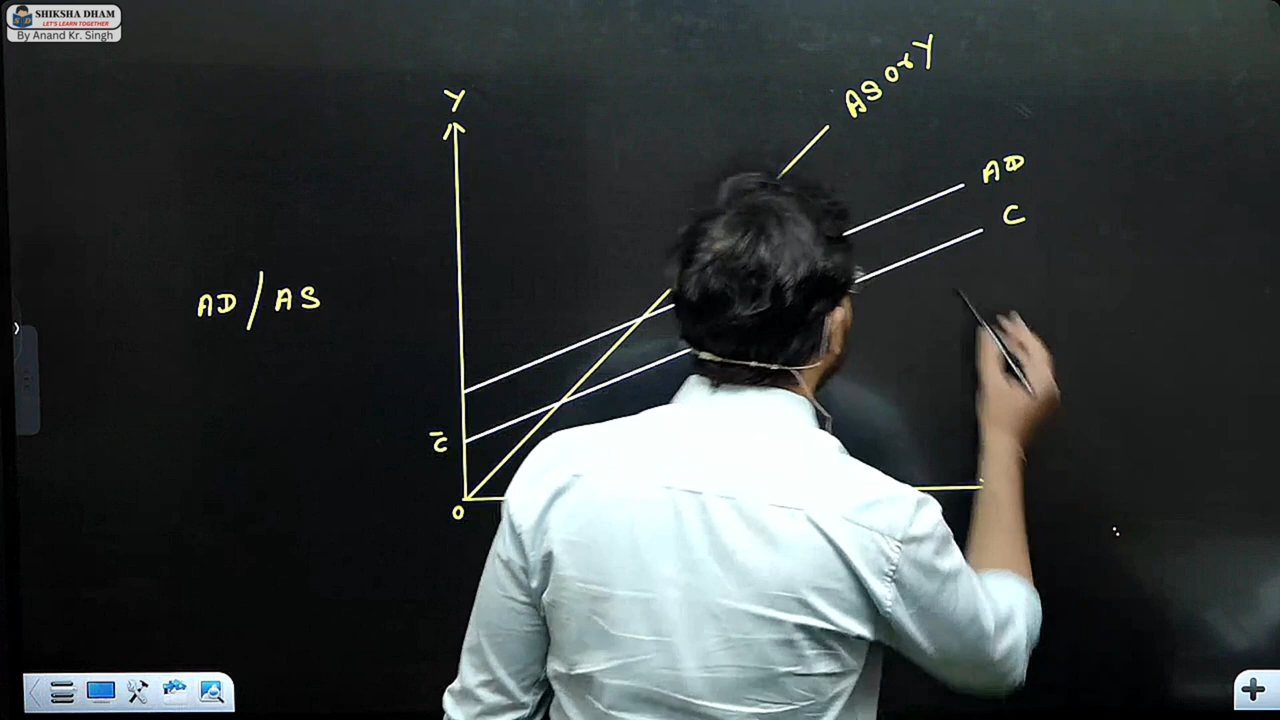 SHIKSHA DHAM
LET'S LEARN TOGETHER
By Anand Kr. Singh
Y
AS or Y
AD
C
AD / AS
C̅
O